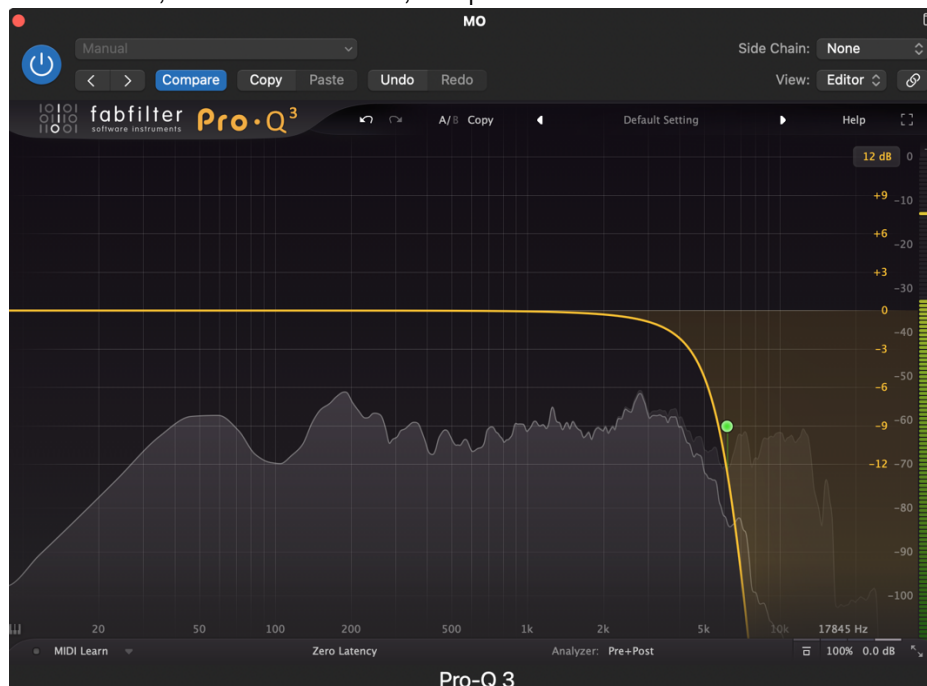 MO
Manual
Side Chain: None
< > Compare Copy Paste Undo Redo
View: Editor
fabfilter
software instruments
Pro·Q³
A/B Copy
Default Setting
Help
12 dB
0
+9
-10
+6
-20
+3
-30
0
-40
-3
-50
-6
-60
-9
-12 -70
-80
-90
-100
20 50 100 200 500 1k 2k 5k 10k 17845 Hz
MIDI Learn
Zero Latency
Analyzer: Pre+Post
100% 0.0 dB
Pro-Q 3